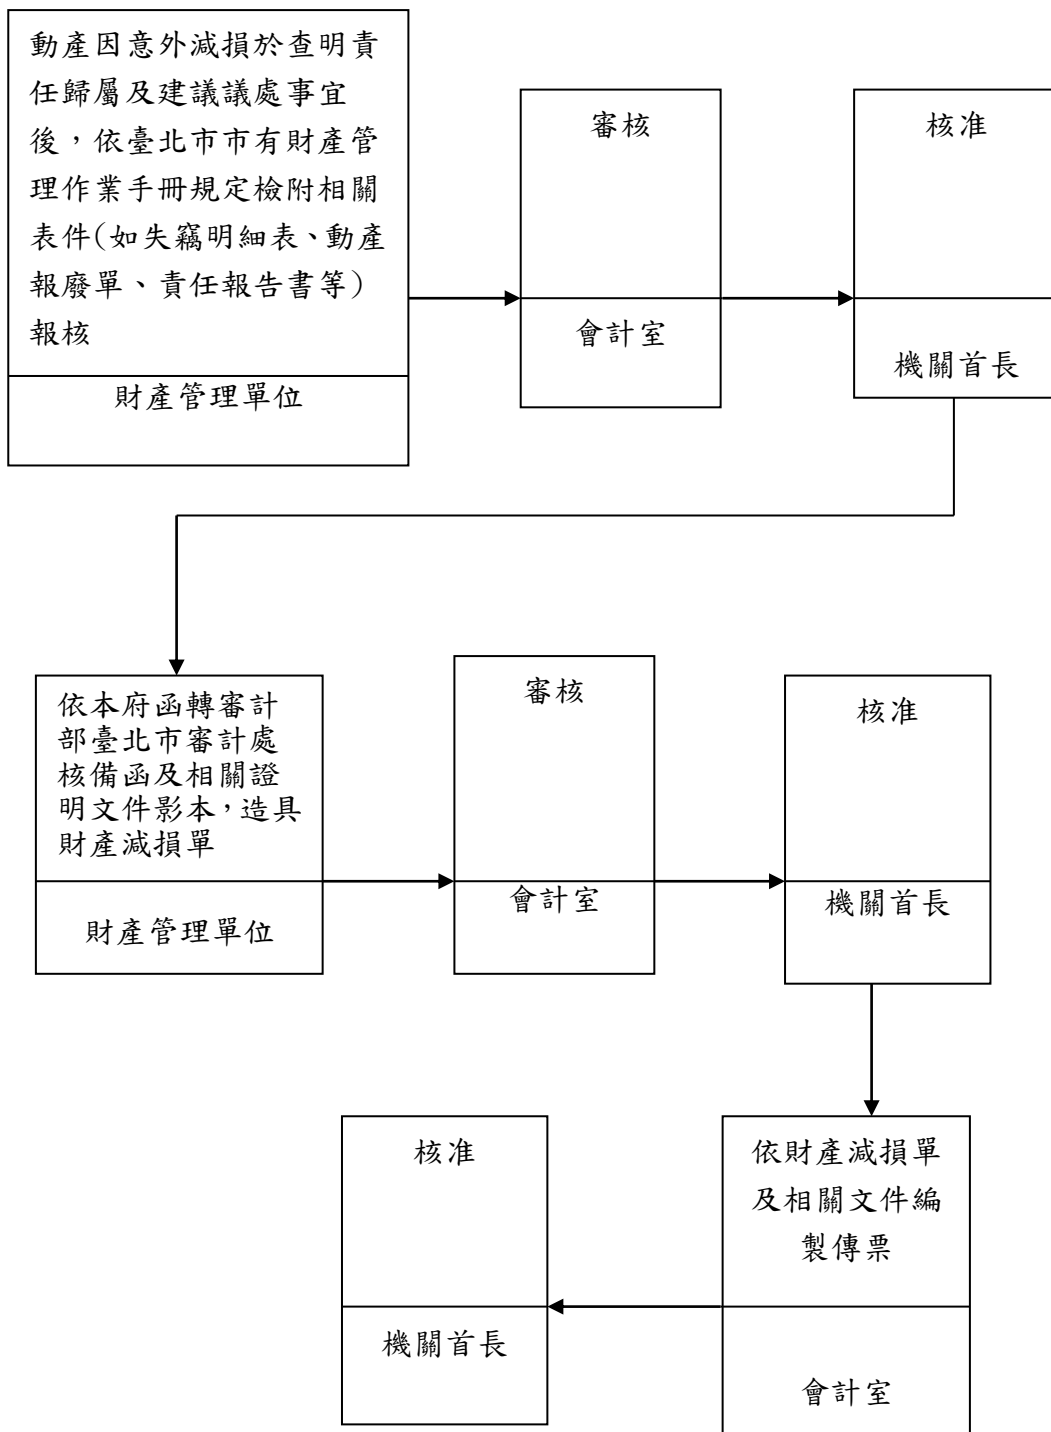 動產因意外減損於查明責
任歸屬及建議議處事宜
後，依臺北市市有財產管
理作業手冊規定檢附相關
表件(如失竊明細表、動產
報廢單、責任報告書等)
報核
財產管理單位
審核
會計室
核准
機關首長
依本府函轉審計
部臺北市審計處
核備函及相關證
明文件影本，造具
財產減損單
財產管理單位
審核
會計室
核准
機關首長
依財產減損單
及相關文件編
製傳票
會計室
核准
機關首長